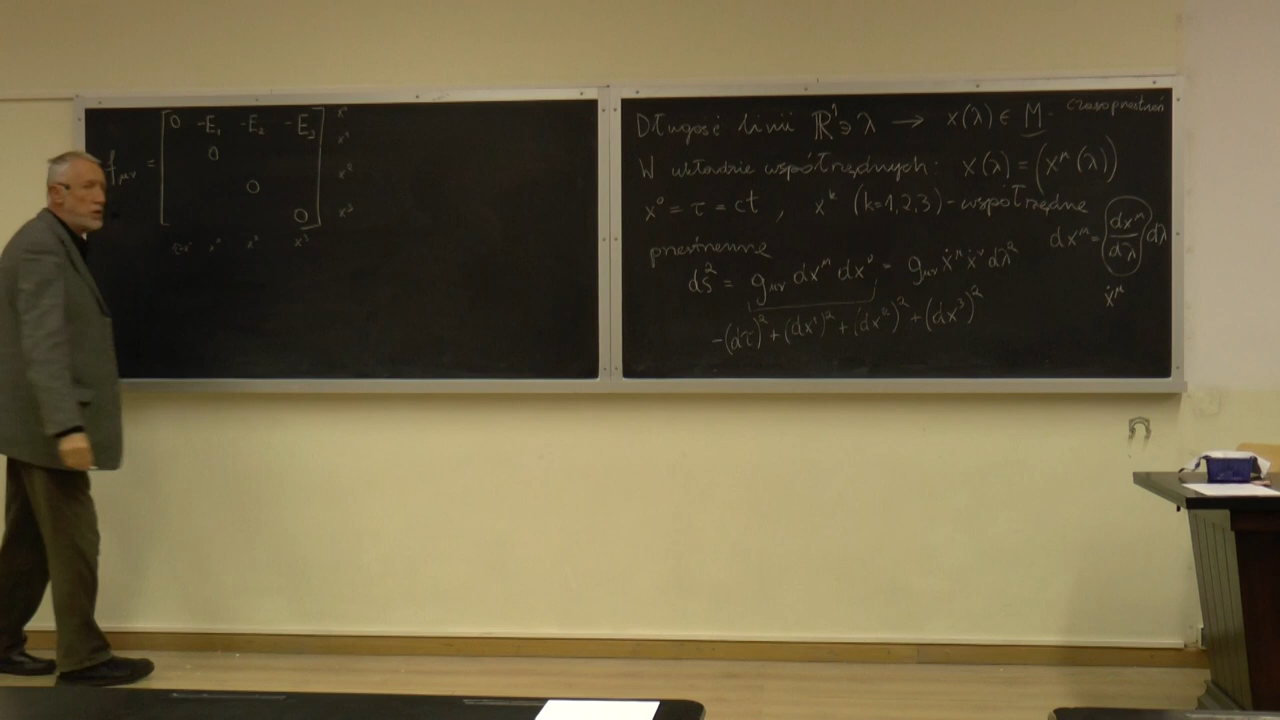 f_μν = [ 0 -E₁ -E₂ -E₃ ] x⁰
0 x¹
0 x²
0 x³
x¹ x² x³
Długość linii ℝ¹ ∋ λ → x(λ) ∈ M - czasoprzestrzeń
W układzie współrzędnych: x(λ) = (x^μ(λ))
x⁰ = τ = ct , x^k (k=1,2,3) - współrzędne
przestrzenne
dx^μ = (dx^μ/dλ) dλ
ẋ^μ
ds² = g_μν dx^μ dx^ν = g_μν ẋ^μ ẋ^ν dλ²
-(dτ)² + (dx¹)² + (dx²)² + (dx³)²